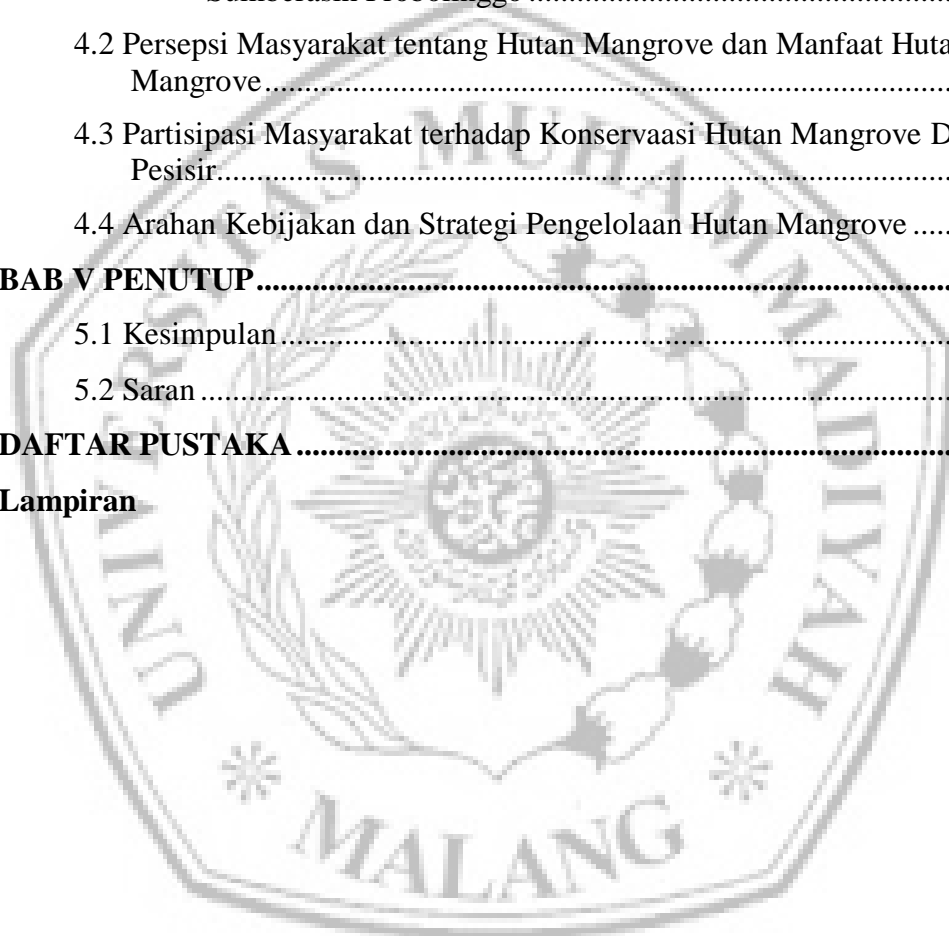 Sumberasih Probolinggo ..........................................................
4.2 Persepsi Masyarakat tentang Hutan Mangrove dan Manfaat Huta
Mangrove..........................................................................................
4.3 Partisipasi Masyarakat terhadap Konservaasi Hutan Mangrove D
Pesisir................................................................................................
4.4 Arahan Kebijakan dan Strategi Pengelolaan Hutan Mangrove .....
BAB V PENUTUP.........................................................................................
5.1 Kesimpulan .....................................................................................
5.2 Saran ...............................................................................................
DAFTAR PUSTAKA ....................................................................................
Lampiran
UNIVERSITAS MUHAMMADIYAH
MALANG